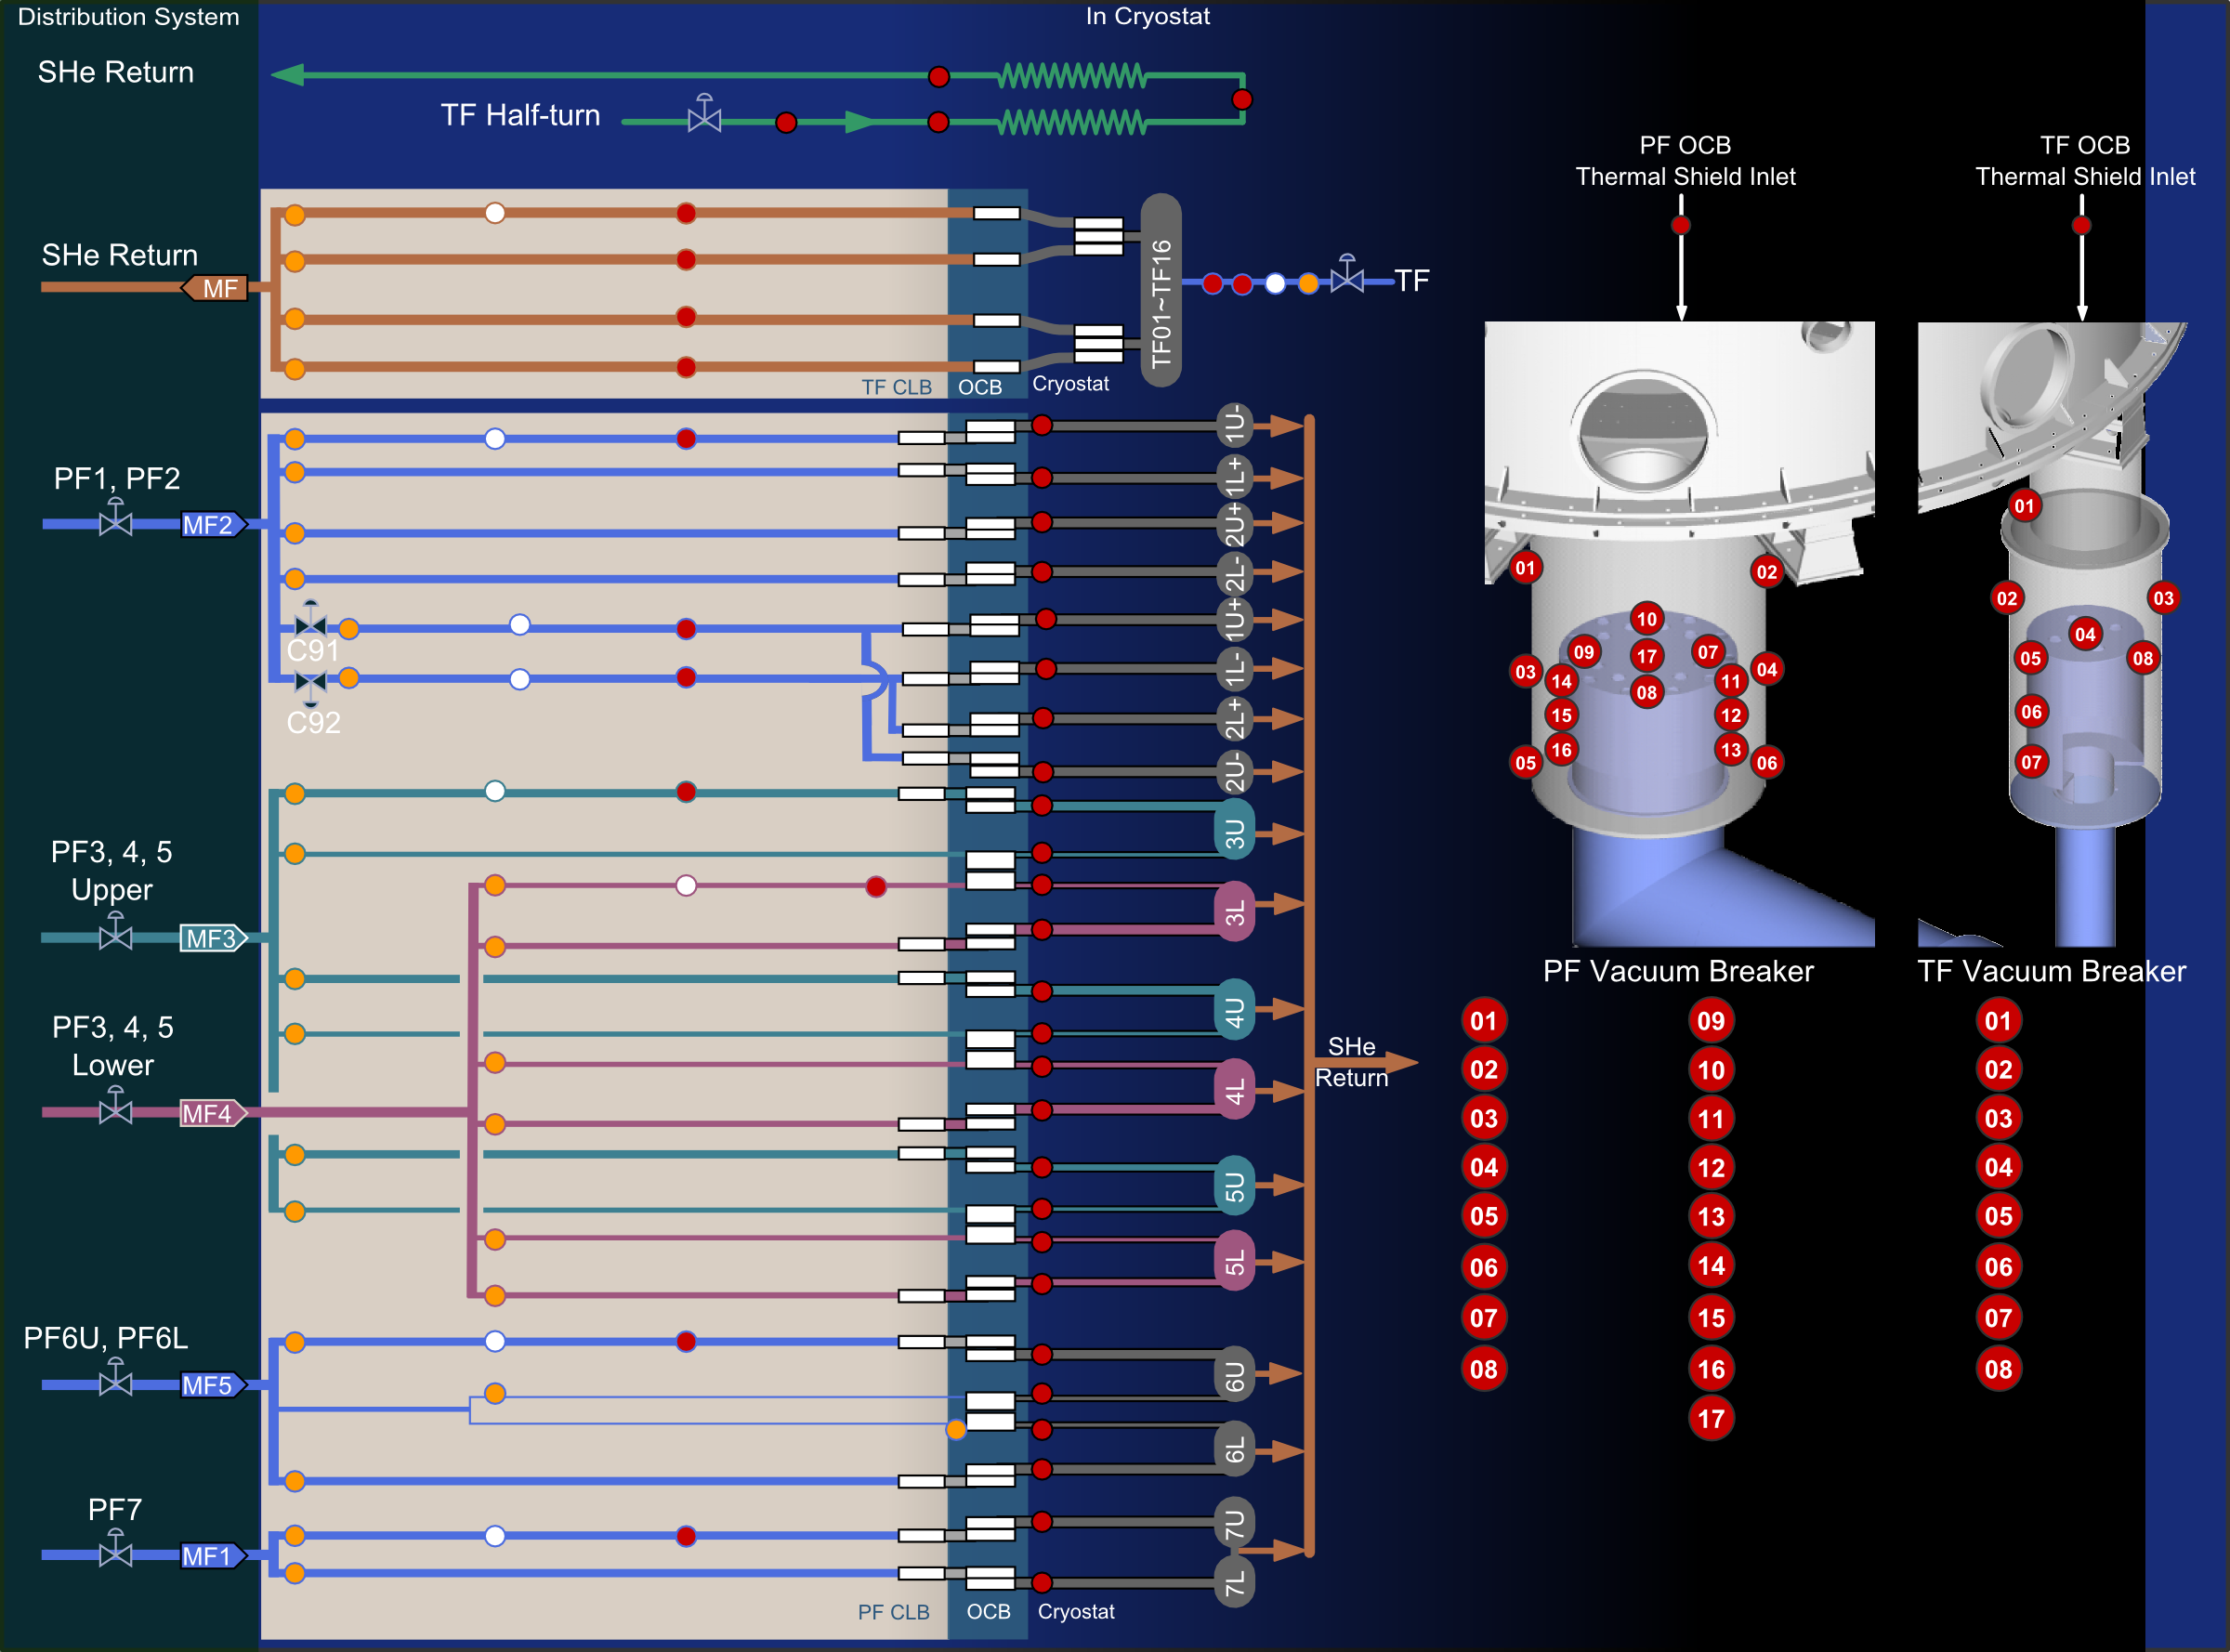 Distribution System
In Cryostat
SHe Return
TF Half-turn
PF OCB
Thermal Shield Inlet
TF OCB
Thermal Shield Inlet
SHe Return
MF
TF01~TF16
TF
TF CLB
OCB
Cryostat
PF1, PF2
MF2
C91
C92
1U-
1L+
2U+
2L-
1U+
1L-
2L+
2U-
PF3, 4, 5
Upper
MF3
PF3, 4, 5
Lower
MF4
3U
3L
4U
4L
5U
5L
SHe
Return
PF6U, PF6L
MF5
6U
6L
PF7
MF1
7U
7L
PF CLB
OCB
Cryostat
01
02
10
09
17
07
03
14
08
11
04
15
12
16
13
05
06
01
02
03
04
05
08
06
07
PF Vacuum Breaker
01
09
02
10
03
11
04
12
05
13
06
14
07
15
08
16
17
TF Vacuum Breaker
01
02
03
04
05
06
07
08